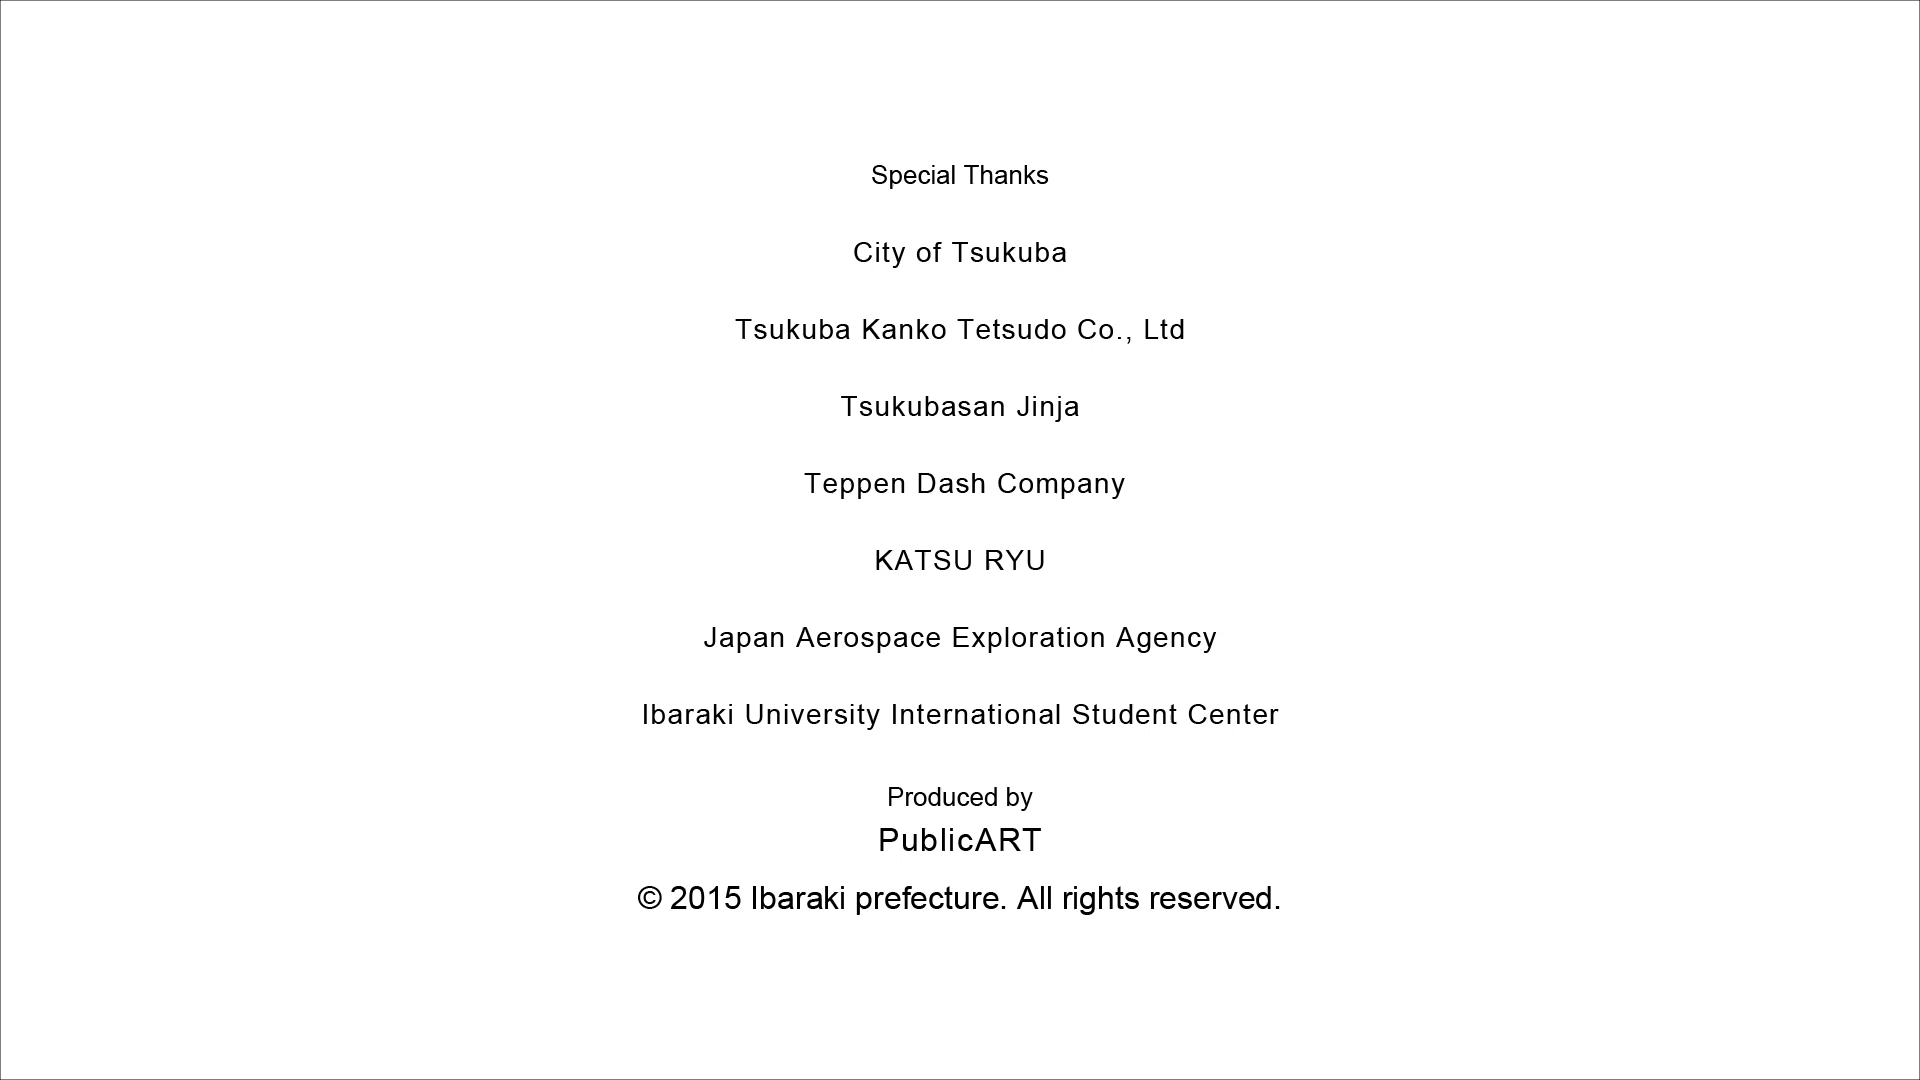 Special Thanks
City of Tsukuba
Tsukuba Kanko Tetsudo Co., Ltd
Tsukubasan Jinja
Teppen Dash Company
KATSU RYU
Japan Aerospace Exploration Agency
Ibaraki University International Student Center
Produced by
PublicART
© 2015 Ibaraki prefecture. All rights reserved.